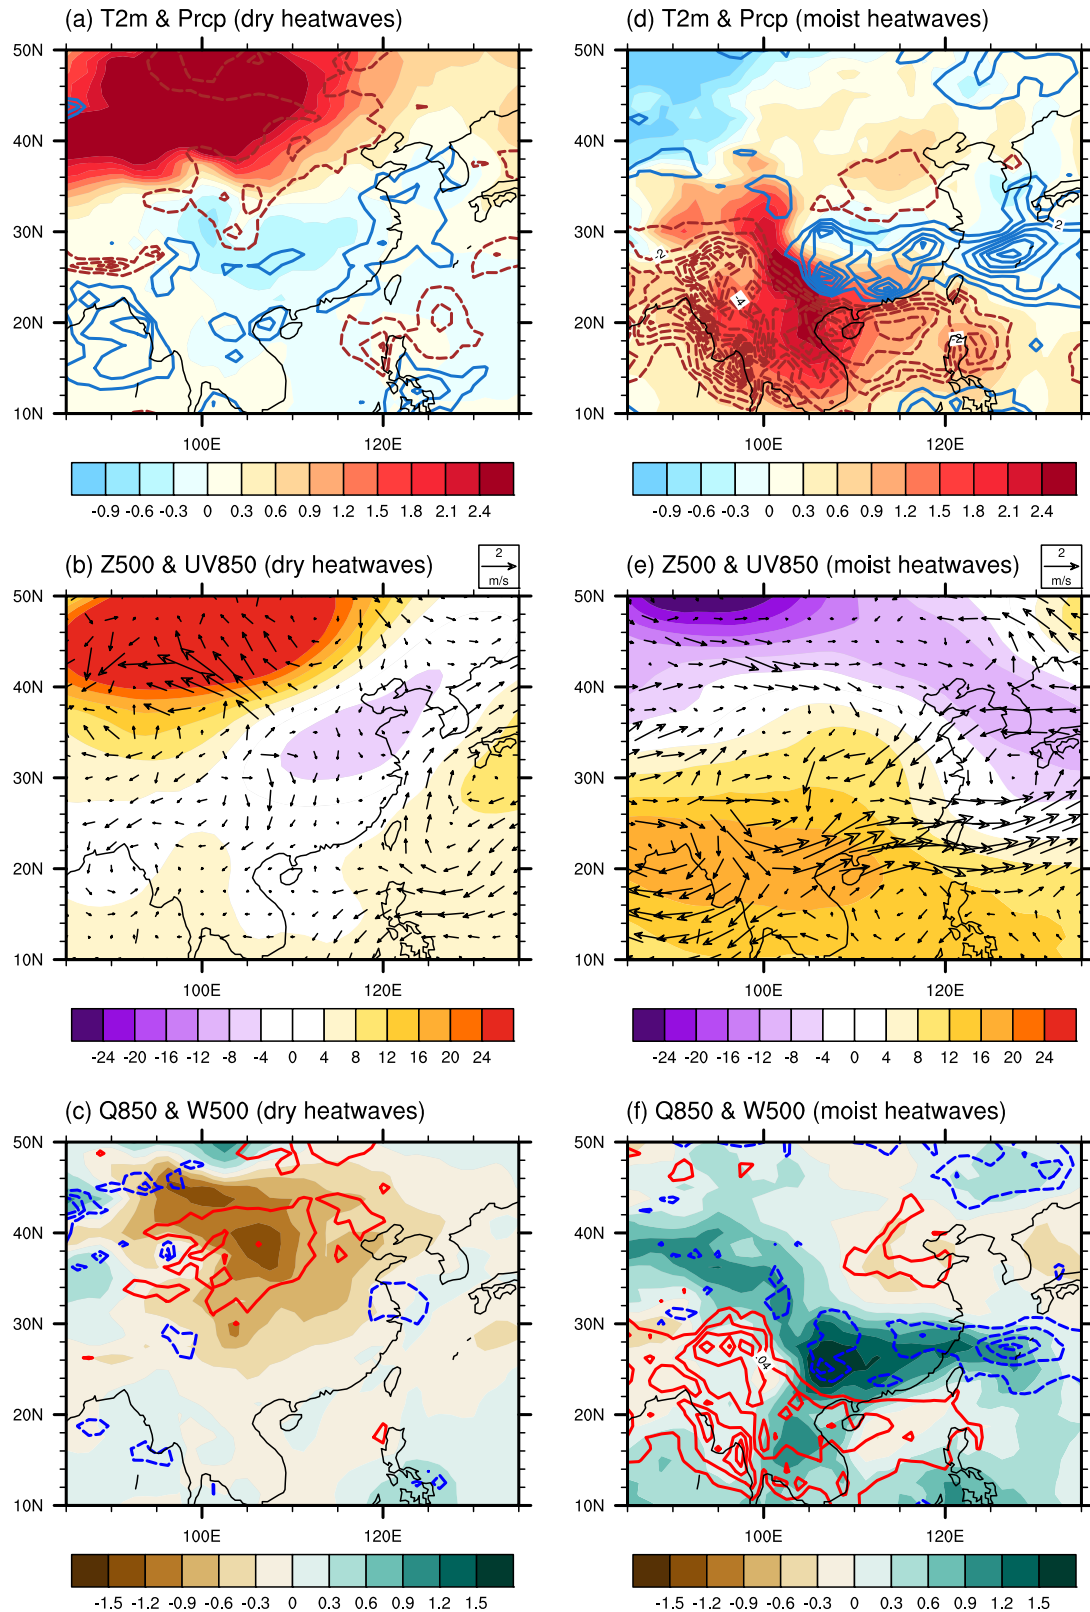 (a) T2m & Prcp (dry heatwaves)
50N
40N
30N
20N
10N
100E
120E
-0.9 -0.6 -0.3 0 0.3 0.6 0.9 1.2 1.5 1.8 2.1 2.4
(d) T2m & Prcp (moist heatwaves)
50N
40N
30N
20N
10N
2
-2
-4
-2
100E
120E
-0.9 -0.6 -0.3 0 0.3 0.6 0.9 1.2 1.5 1.8 2.1 2.4
(b) Z500 & UV850 (dry heatwaves)
2
m/s
50N
40N
30N
20N
10N
100E
120E
-24 -20 -16 -12 -8 -4 0 4 8 12 16 20 24
(e) Z500 & UV850 (moist heatwaves)
2
m/s
50N
40N
30N
20N
10N
100E
120E
-24 -20 -16 -12 -8 -4 0 4 8 12 16 20 24
(c) Q850 & W500 (dry heatwaves)
50N
40N
30N
20N
10N
100E
120E
-1.5 -1.2 -0.9 -0.6 -0.3 0 0.3 0.6 0.9 1.2 1.5
(f) Q850 & W500 (moist heatwaves)
50N
40N
30N
20N
10N
.04
100E
120E
-1.5 -1.2 -0.9 -0.6 -0.3 0 0.3 0.6 0.9 1.2 1.5